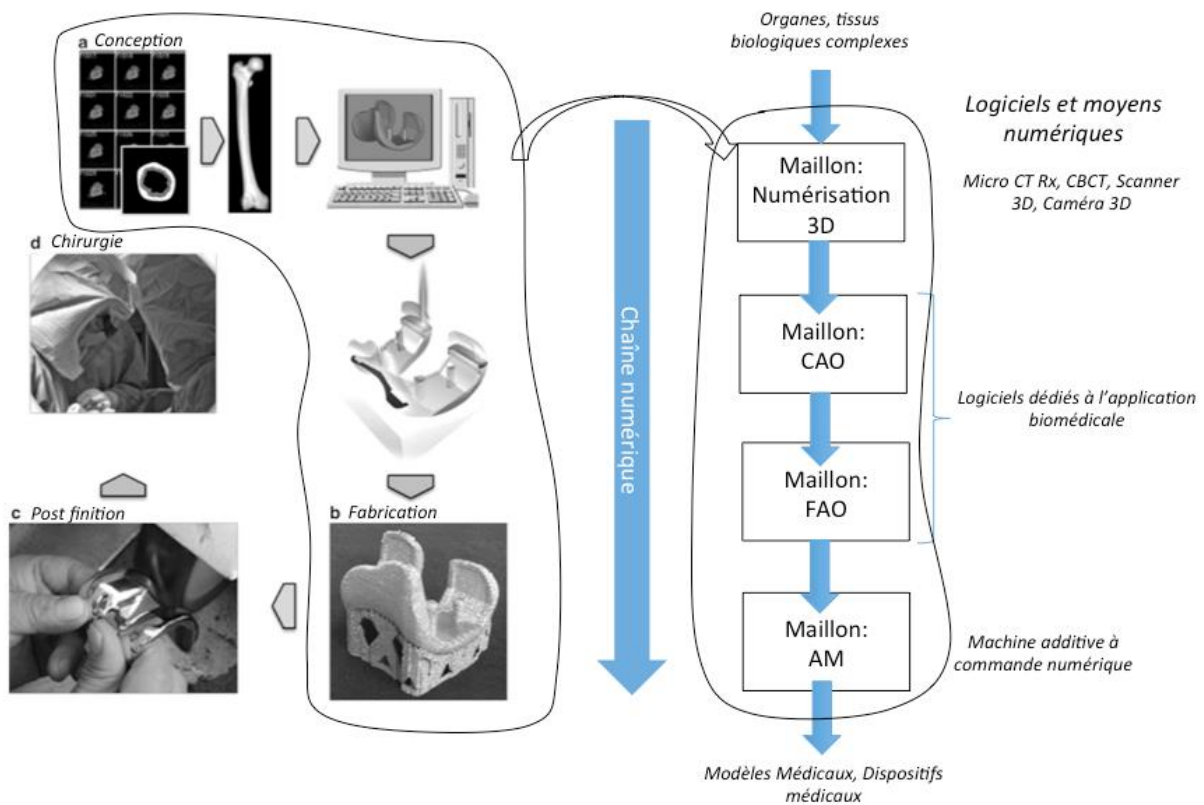 a Conception
d Chirurgie
c Post finition
b Fabrication
Chaîne numérique
Organes, tissus
biologiques complexes
Maillon:
Numérisation
3D
Maillon:
CAO
Maillon:
FAO
Maillon:
AM
Modèles Médicaux, Dispositifs
médicaux
Logiciels et moyens
numériques
Micro CT Rx, CBCT, Scanner
3D, Caméra 3D
Logiciels dédiés à l'application
biomédicale
Machine additive à
commande numérique